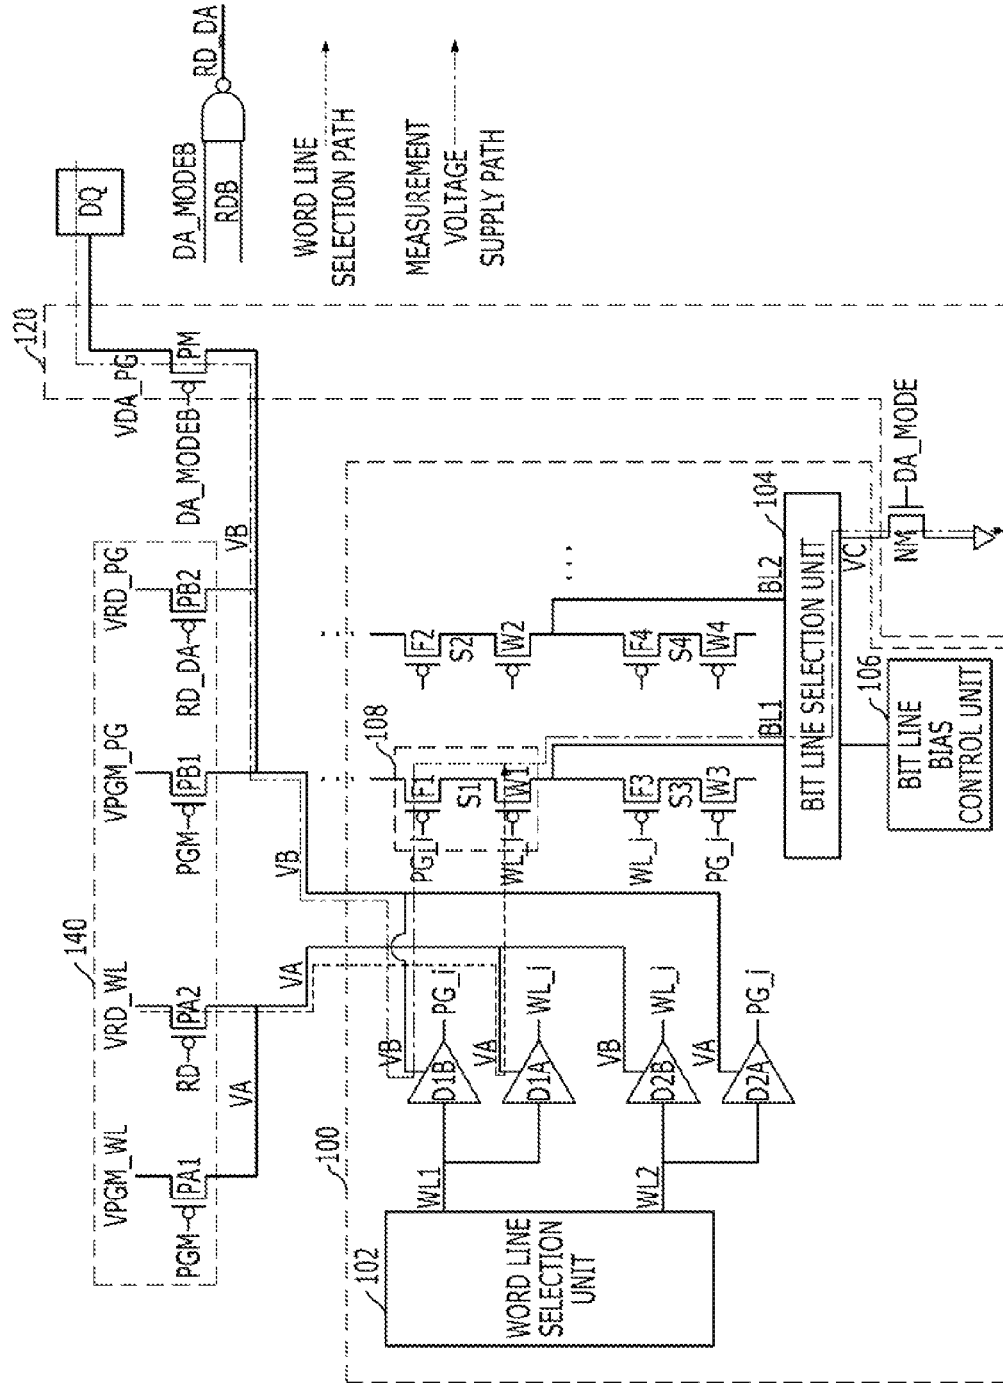 VPGM_WL
VRD_WL
VPGM_PG
VRD_PG
VDA_PG
140
120
PGM
PA1
RD
PA2
PGM
PB1
RD_DA
PB2
DA_MODEB
PM
DQ
VA
VA
VB
VB
DA_MODEB
RDB
RD_DA
WORD LINE
SELECTION PATH
MEASUREMENT
VOLTAGE
SUPPLY PATH
100
102
WORD LINE
SELECTION
UNIT
WL1
WL2
VB
D1B
PG_i
VA
D1A
WL_i
VB
D2B
WL_j
VA
D2A
PG_j
108
PG_i
F1
S1
WL_i
W1
WL_j
F3
S3
PG_j
W3
F2
S2
W2
F4
S4
W4
...
BL1
BL2
104
BIT LINE SELECTION UNIT
106
BIT LINE
BIAS
CONTROL UNIT
VC
NM
DA_MODE